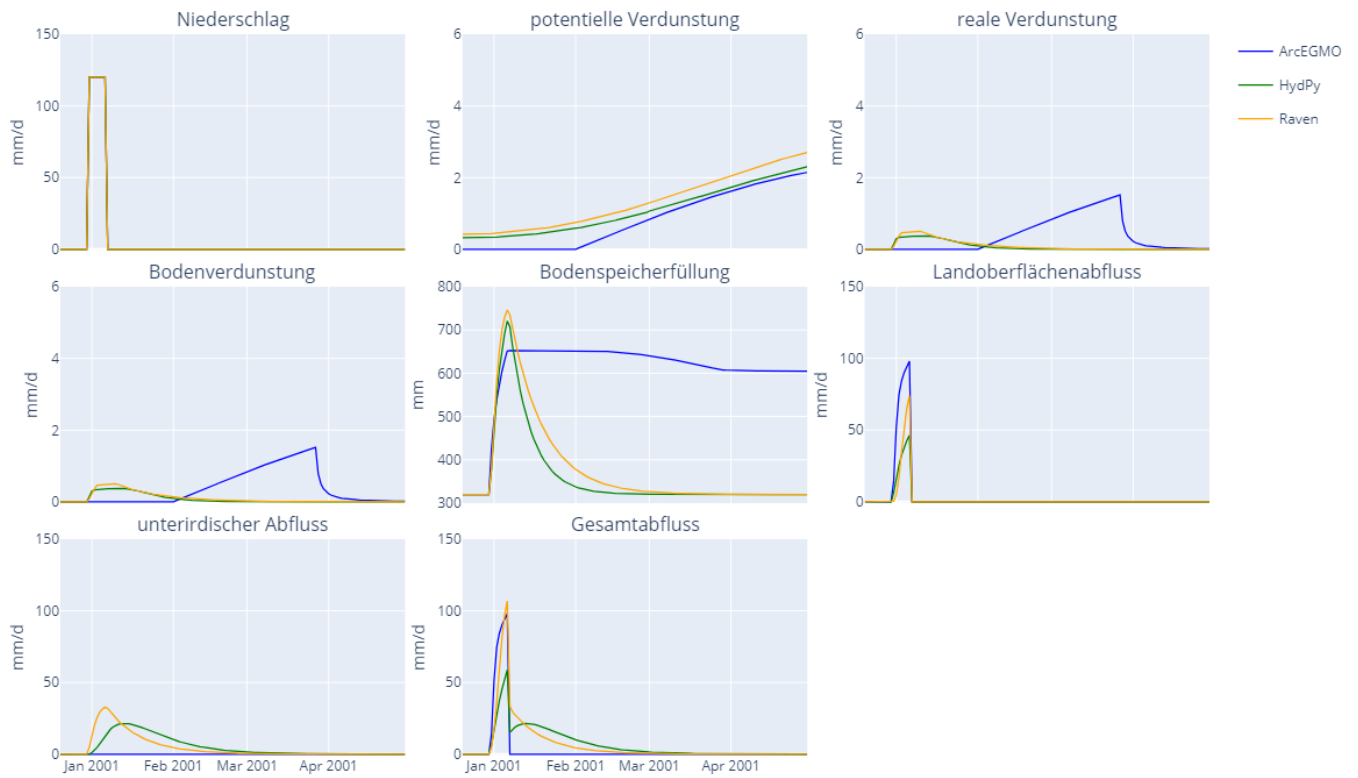 Niederschlag
potentielle Verdunstung
reale Verdunstung
150
100
50
0
mm/d
6
4
2
0
mm/d
6
4
2
0
mm/d
ArcEGMO
HydPy
Raven
Bodenverdunstung
Bodenspeicherfüllung
Landoberflächenabfluss
6
4
2
0
mm/d
800
700
600
500
400
300
mm
150
100
50
0
mm/d
unterirdischer Abfluss
Gesamtabfluss
150
100
50
0
mm/d
Jan 2001
Feb 2001
Mar 2001
Apr 2001
150
100
50
0
mm/d
Jan 2001
Feb 2001
Mar 2001
Apr 2001